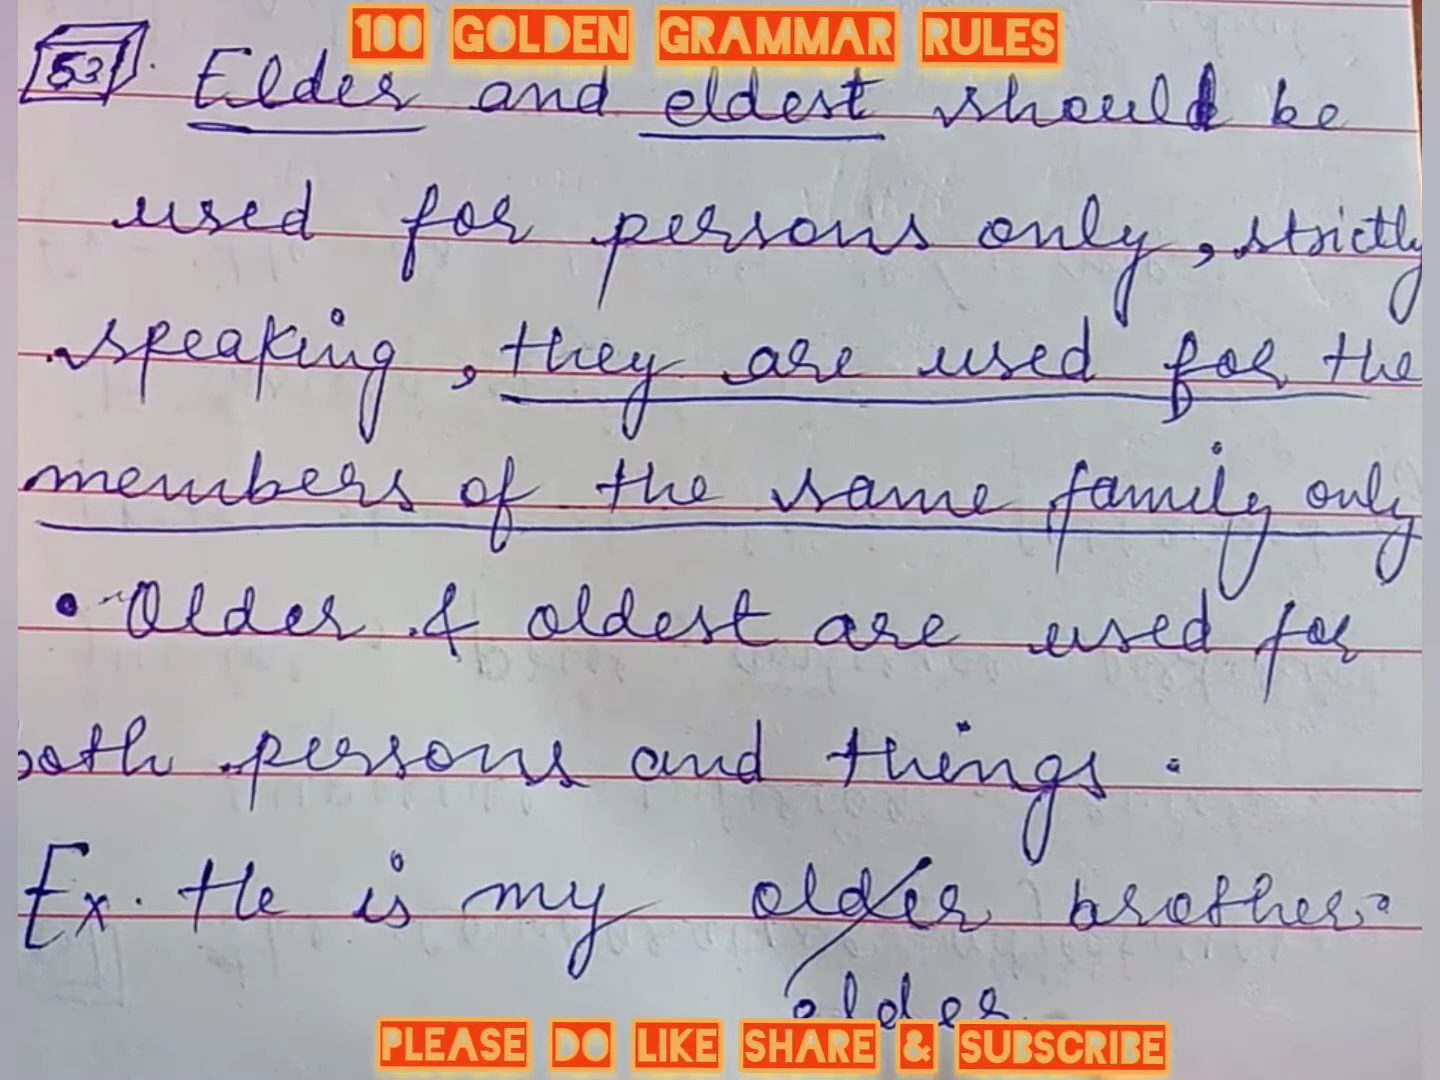 100 GOLDEN GRAMMAR RULES
53. Elder and eldest should be
used for persons only, strictly
speaking, they are used for the
members of the same family only
• Older & oldest are used for
both persons and things.
Ex. He is my older brother.
elder
PLEASE DO LIKE SHARE & SUBSCRIBE